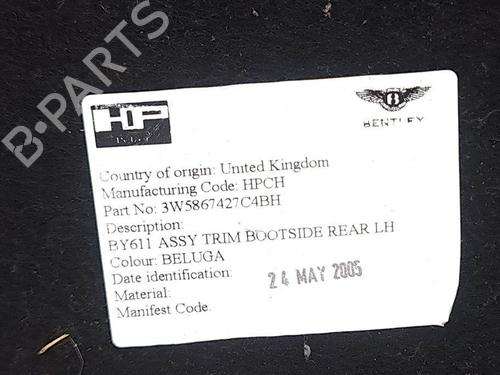 B-PARTS
HP
BENTLEY
Country of origin: United Kingdom
Manufacturing Code: HPCH
Part No: 3W5867427C4BH
Description:
BY611 ASSY TRIM BOOTSIDE REAR LH
Colour: BELUGA
Date identification: 24 MAY 2005
Material:
Manifest Code.